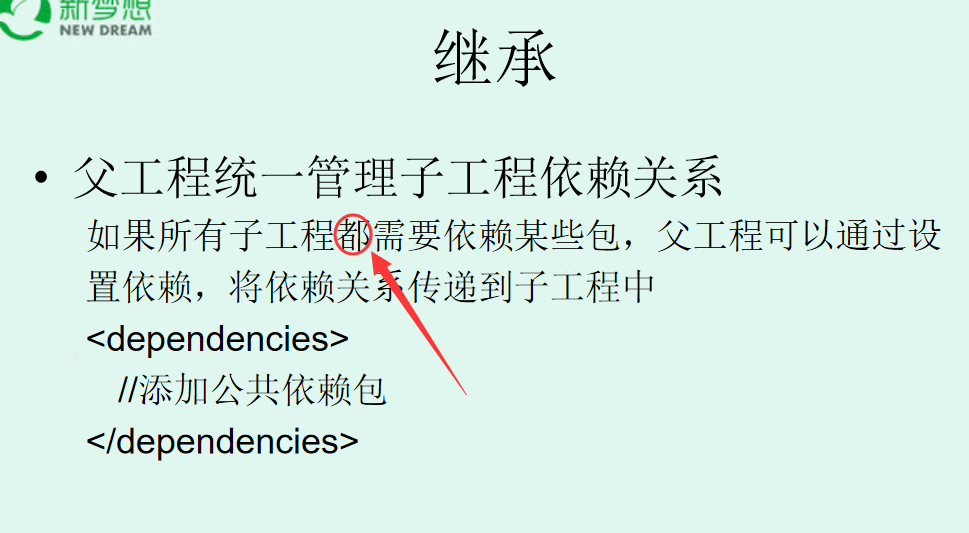 新梦想
NEW DREAM
继承
• 父工程统一管理子工程依赖关系
如果所有子工程都需要依赖某些包，父工程可以通过设
置依赖，将依赖关系传递到子工程中
<dependencies>
//添加公共依赖包
</dependencies>